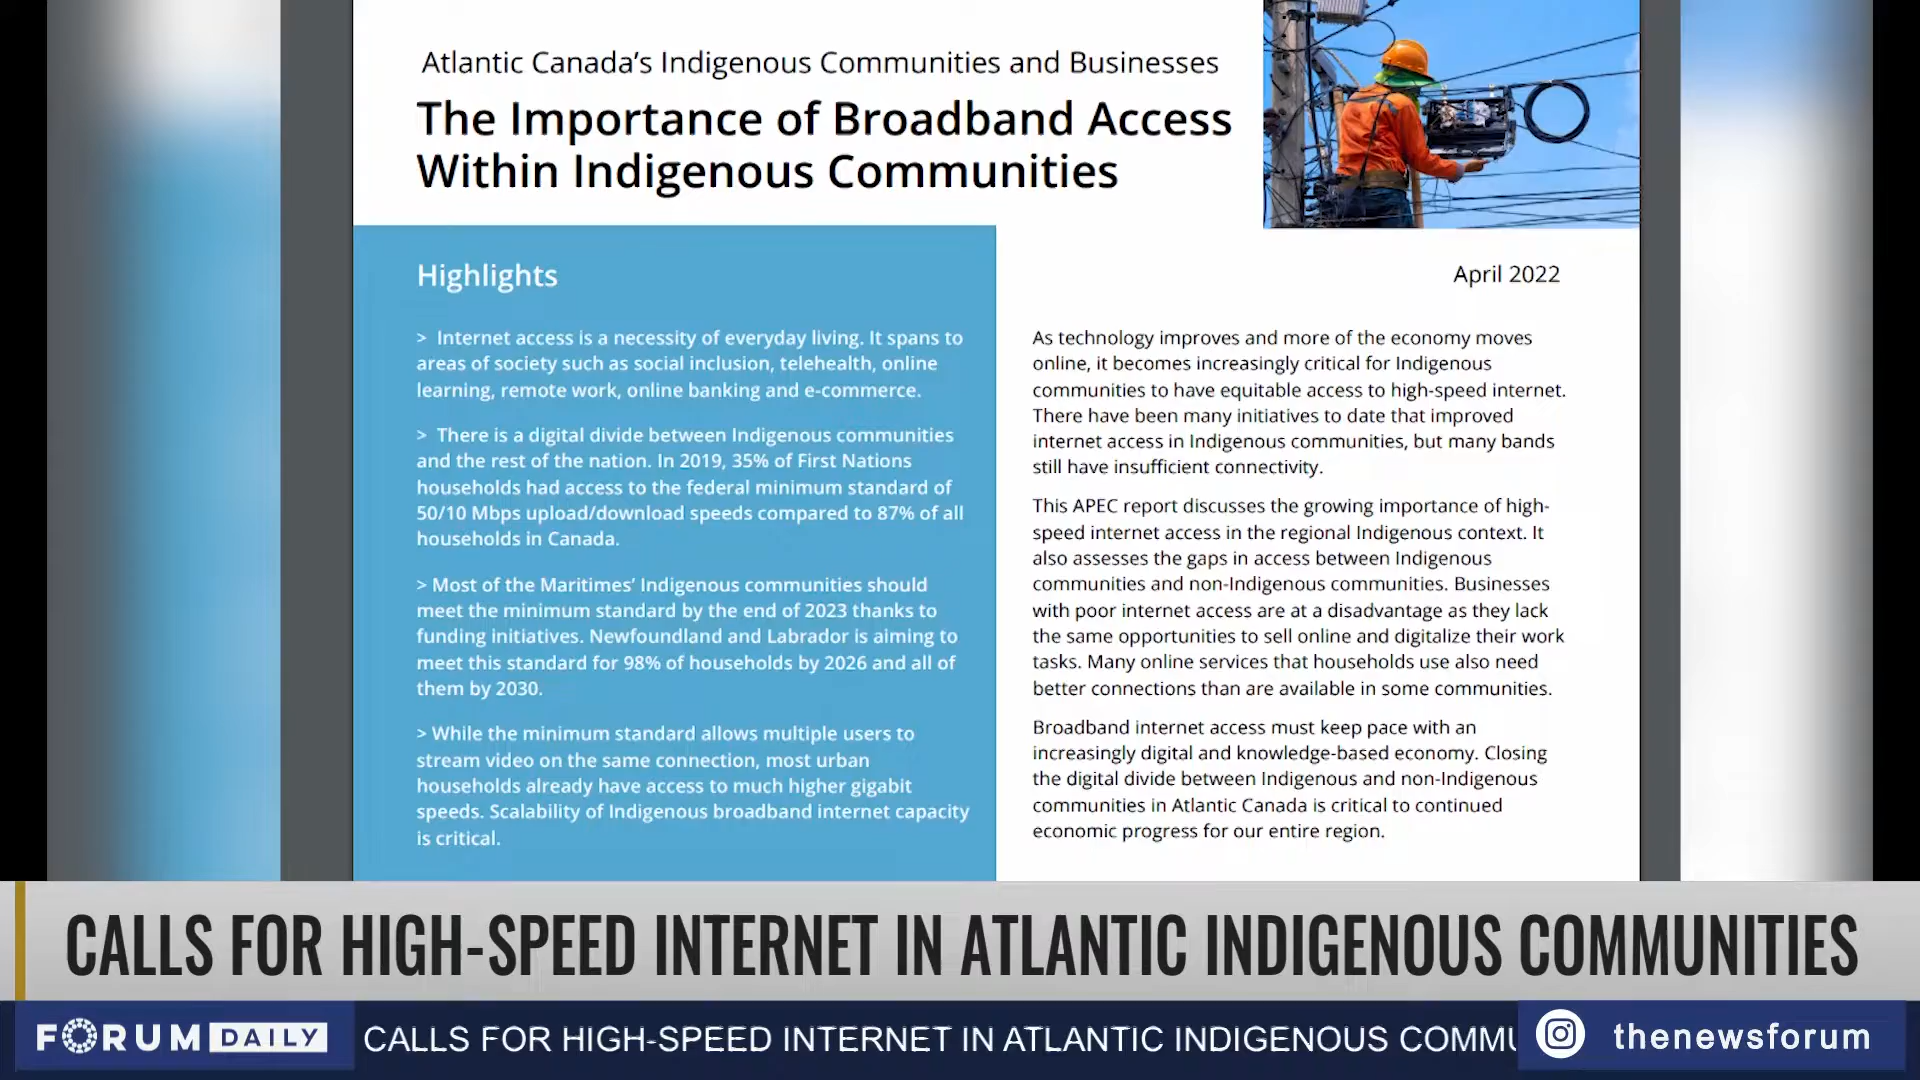 Atlantic Canada's Indigenous Communities and Businesses
The Importance of Broadband Access
Within Indigenous Communities
Highlights
> Internet access is a necessity of everyday living. It spans to
areas of society such as social inclusion, telehealth, online
learning, remote work, online banking and e-commerce.
> There is a digital divide between Indigenous communities
and the rest of the nation. In 2019, 35% of First Nations
households had access to the federal minimum standard of
50/10 Mbps upload/download speeds compared to 87% of all
households in Canada.
> Most of the Maritimes' Indigenous communities should
meet the minimum standard by the end of 2023 thanks to
funding initiatives. Newfoundland and Labrador is aiming to
meet this standard for 98% of households by 2026 and all of
them by 2030.
> While the minimum standard allows multiple users to
stream video on the same connection, most urban
households already have access to much higher gigabit
speeds. Scalability of Indigenous broadband internet capacity
is critical.
April 2022
As technology improves and more of the economy moves
online, it becomes increasingly critical for Indigenous
communities to have equitable access to high-speed internet.
There have been many initiatives to date that improved
internet access in Indigenous communities, but many bands
still have insufficient connectivity.
This APEC report discusses the growing importance of high-
speed internet access in the regional Indigenous context. It
also assesses the gaps in access between Indigenous
communities and non-Indigenous communities. Businesses
with poor internet access are at a disadvantage as they lack
the same opportunities to sell online and digitalize their work
tasks. Many online services that households use also need
better connections than are available in some communities.
Broadband internet access must keep pace with an
increasingly digital and knowledge-based economy. Closing
the digital divide between Indigenous and non-Indigenous
communities in Atlantic Canada is critical to continued
economic progress for our entire region.
CALLS FOR HIGH-SPEED INTERNET IN ATLANTIC INDIGENOUS COMMUNITIES
FORUM DAILY
CALLS FOR HIGH-SPEED INTERNET IN ATLANTIC INDIGENOUS COMMU
thenewsforum